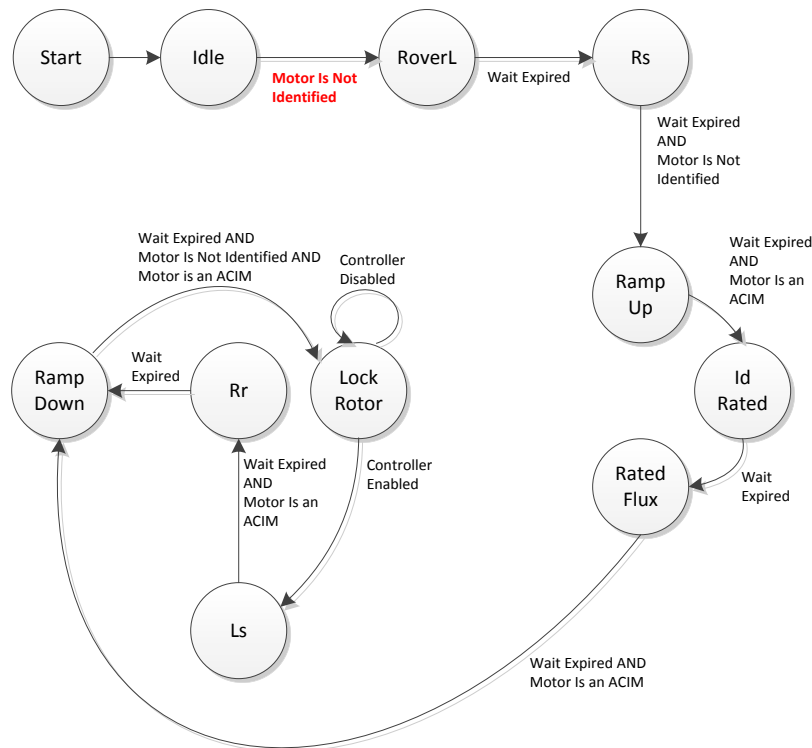 Start
Idle
Motor Is Not
Identified
RoverL
Wait Expired
Rs
Wait Expired
AND
Motor Is Not
Identified
Ramp
Up
Wait Expired
AND
Motor Is an
ACIM
Id
Rated
Wait
Expired
Rated
Flux
Wait Expired AND
Motor Is an ACIM
Ramp
Down
Wait Expired AND
Motor Is Not Identified AND
Motor is an ACIM
Controller
Disabled
Lock
Rotor
Controller
Enabled
Ls
Wait Expired
AND
Motor Is an
ACIM
Rr
Wait
Expired